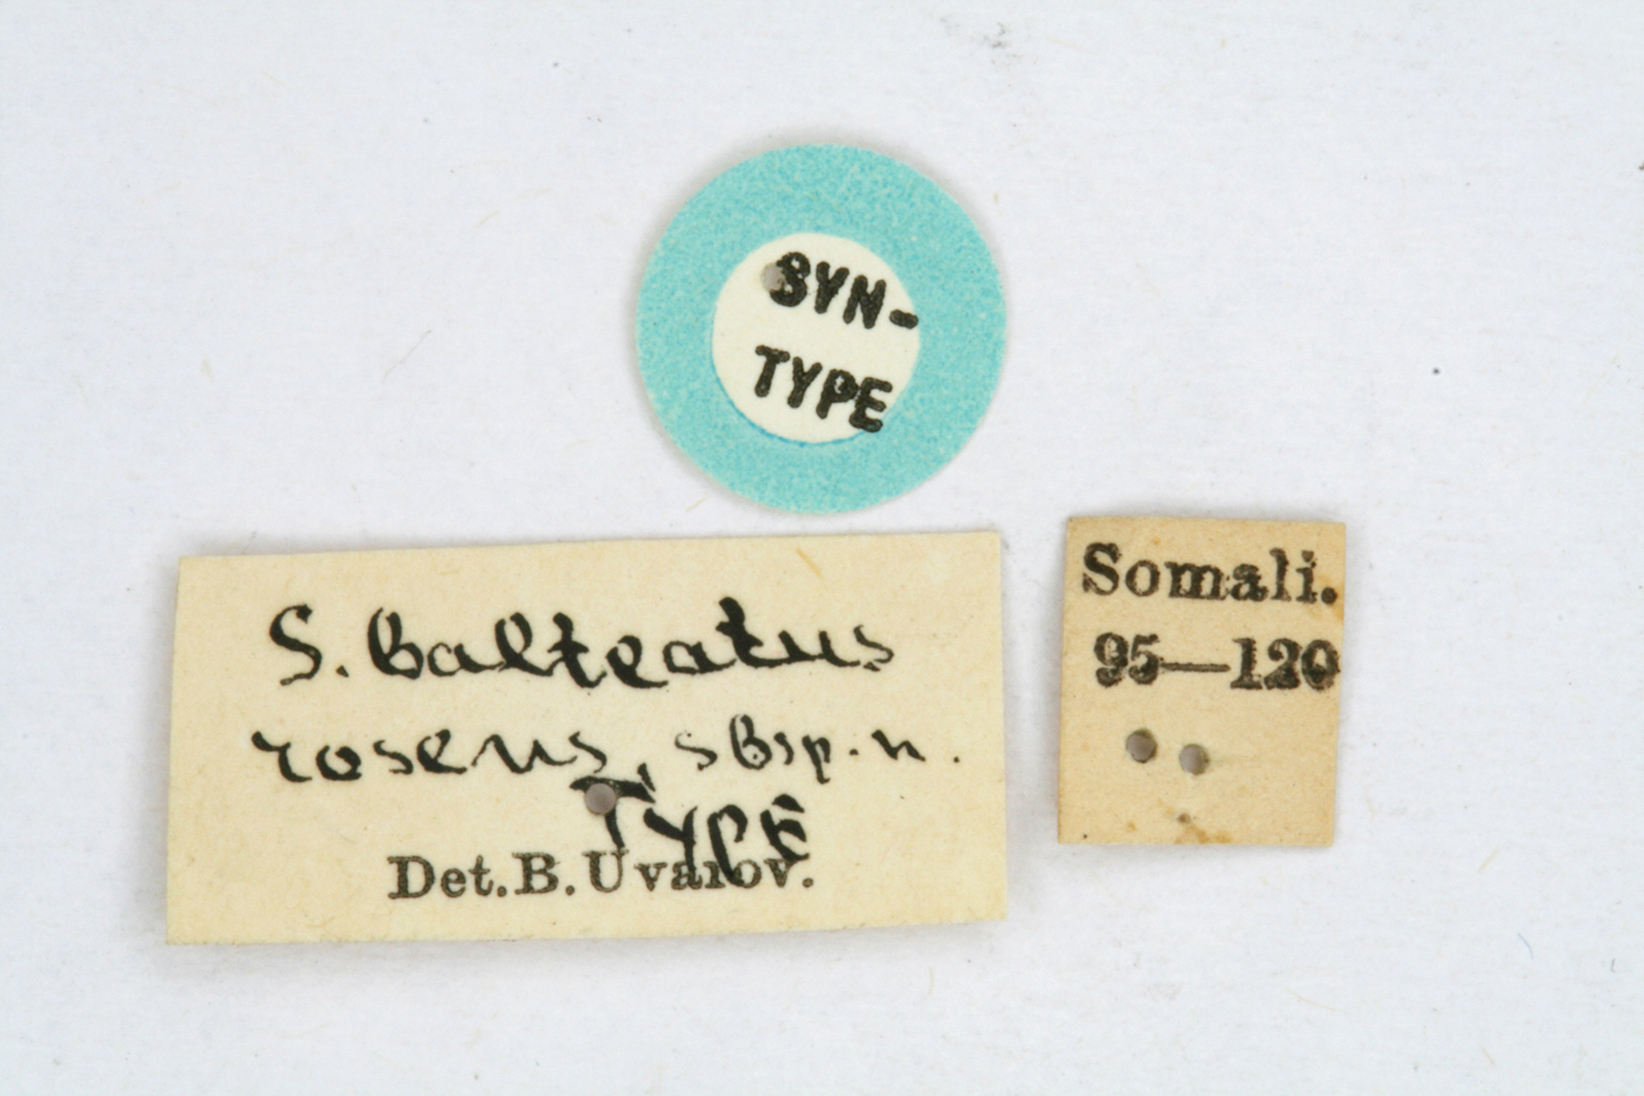 SYN-
TYPE
S. balteatus
roseus, sbsp. n.
TYPE
Det. B. Uvarov.
Somali.
95—120